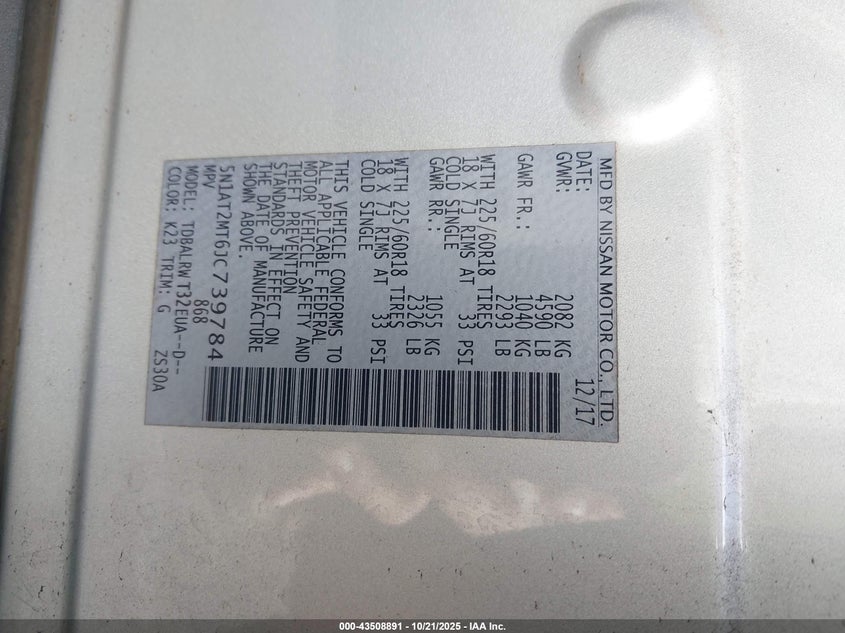 MFD BY NISSAN MOTOR CO., LTD.
DATE: 12/17
GVWR: 2082 KG
4590 LB
GAWR FR.: 1040 KG
2293 LB
WITH 225/60R18 TIRES
18 X 7J RIMS AT 33 PSI
COLD SINGLE
GAWR RR.: 1055 KG
2326 LB
WITH 225/60R18 TIRES
18 X 7J RIMS AT 33 PSI
COLD SINGLE
THIS VEHICLE CONFORMS TO
ALL APPLICABLE FEDERAL
MOTOR VEHICLE SAFETY AND
THEFT PREVENTION
STANDARDS IN EFFECT ON
THE DATE OF MANUFACTURE
SHOWN ABOVE.
5N1AT2MT6JC739784
MPV 868
MODEL: TDBALRWT32EUA--D--
COLOR: K23 TRIM: G ZS30A
000-43508891 - 10/21/2025 - IAA Inc.